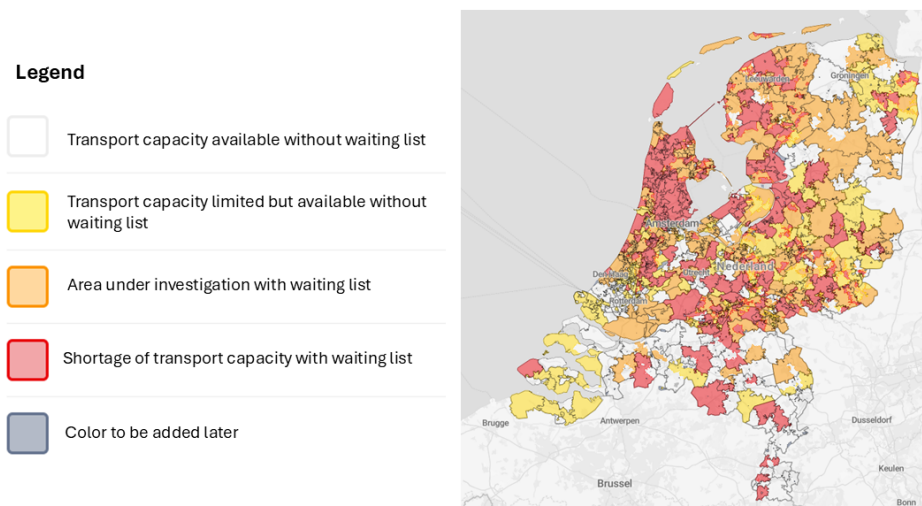 Legend
Transport capacity available without waiting list
Transport capacity limited but available without
waiting list
Area under investigation with waiting list
Shortage of transport capacity with waiting list
Color to be added later
Leeuwarden
Groningen
Amsterdam
Den Haag
Utrecht
Nederland
Rotterdam
Brugge
Antwerpen
Dusseldorf
Brussel
Keulen
Bonn